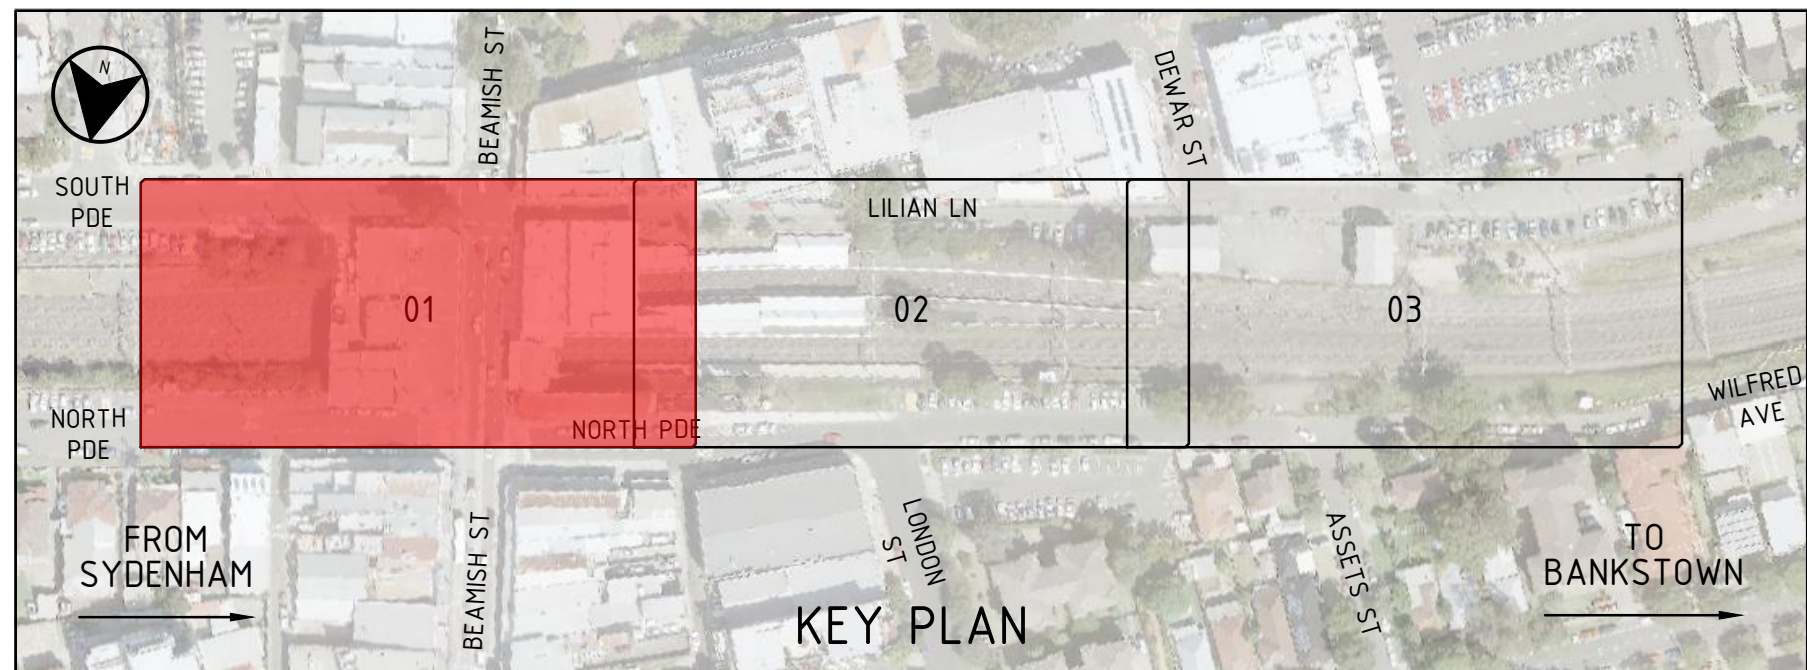 N
BEAMISH ST
DEWAR ST
SOUTH
PDE
LILIAN LN
01
02
03
NORTH
PDE
NORTH PDE
WILFRED
AVE
FROM
SYDENHAM
BEAMISH ST
LONDON
ST
ASSETS ST
TO
BANKSTOWN
KEY PLAN